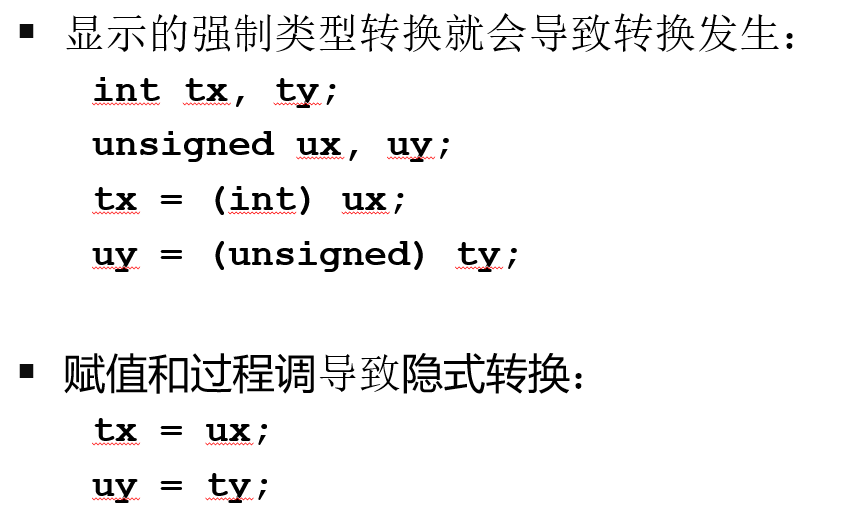 ▪ 显示的强制类型转换就会导致转换发生：
int tx, ty;
unsigned ux, uy;
tx = (int) ux;
uy = (unsigned) ty;
▪ 赋值和过程调导致隐式转换：
tx = ux;
uy = ty;